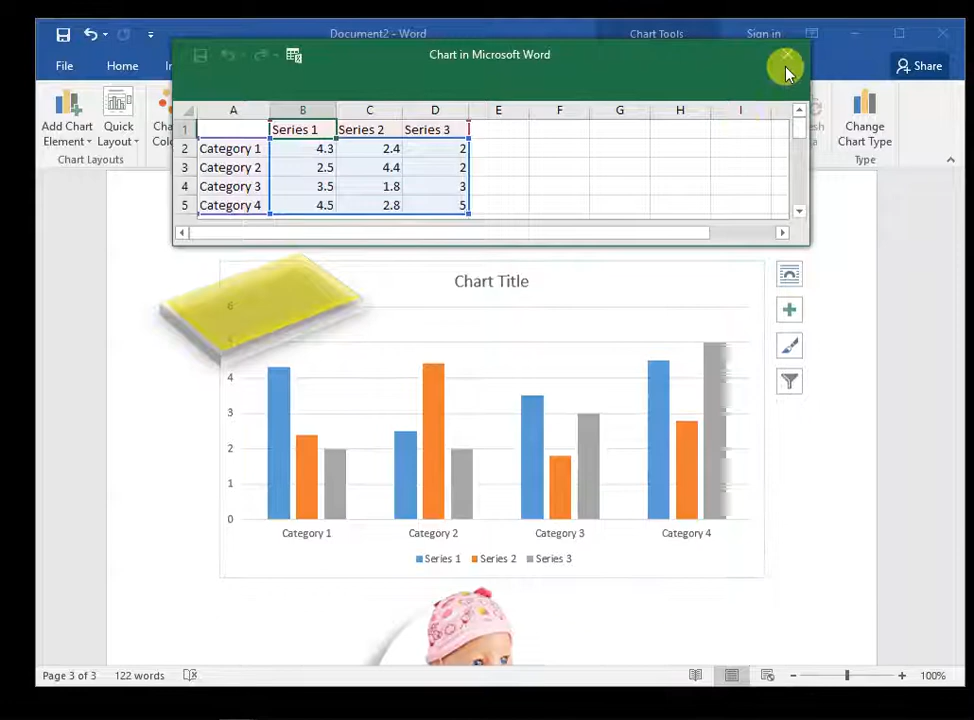 Document2 - Word
Chart Tools
Sign in
File
Home
Share
Chart in Microsoft Word
Add Chart
Element
Quick
Layout
Change
Chart Type
Chart Layouts
Type
A B C D E F G H I
1 Series 1 Series 2 Series 3
2 Category 1 4.3 2.4 2
3 Category 2 2.5 4.4 2
4 Category 3 3.5 1.8 3
5 Category 4 4.5 2.8 5
Chart Title
6
5
4
3
2
1
0
Category 1 Category 2 Category 3 Category 4
Series 1 Series 2 Series 3
Page 3 of 3 122 words
100%